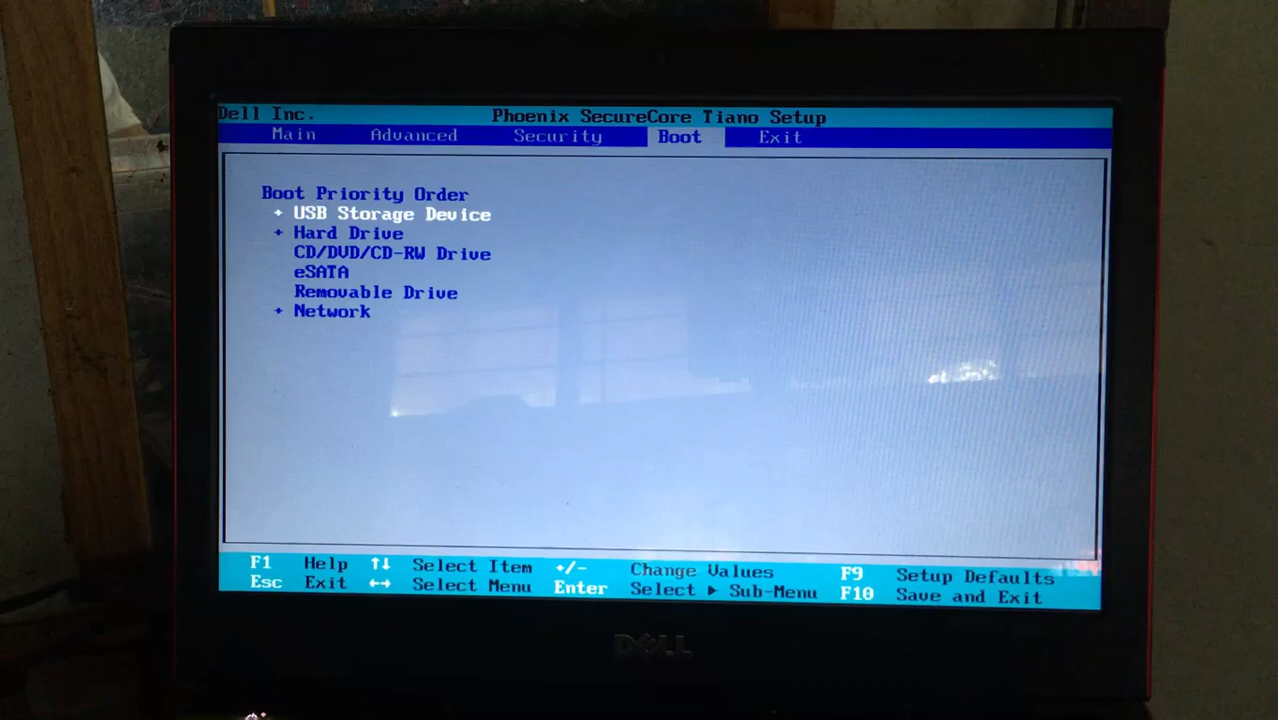 Dell Inc. Phoenix SecureCore Tiano Setup
Main Advanced Security Boot Exit
Boot Priority Order
+ USB Storage Device
+ Hard Drive
CD/DVD/CD-RW Drive
eSATA
Removable Drive
+ Network
F1 Help ↑↓ Select Item +/- Change Values F9 Setup Defaults
Esc Exit ←→ Select Menu Enter Select ▶ Sub-Menu F10 Save and Exit
DELL